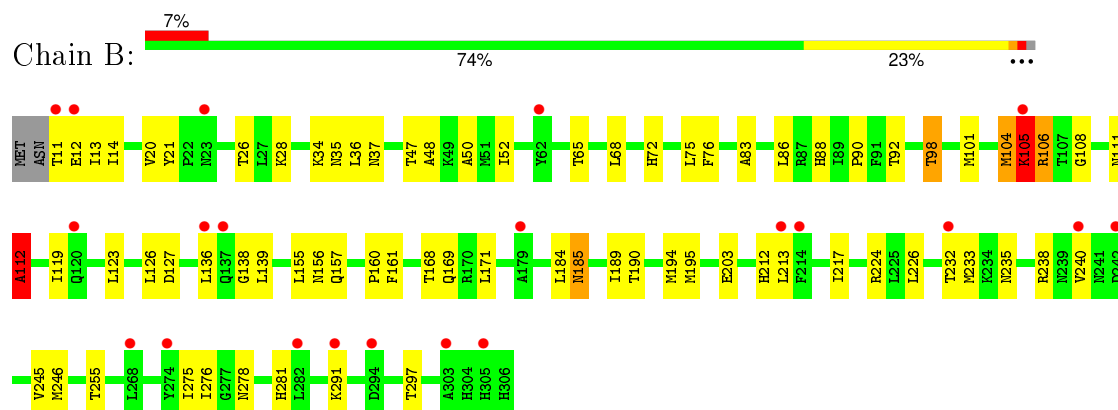 7%
Chain B:
74% 23% •••
MET ASN T11 E12 I13 I14 V20 Y21 P22 N23 T26 L27 K28 K34 N35 L36 N37 T47 A48 K49 A50 M51 I52 Y62 T65 L68 H72 L75 F76 A83 L86 R87 H88 I89 P90 F91 T92 T98 M101 M104 K105 R106 T107 G108 N111
A112 I119 Q120 L123 L126 D127 L136 Q137 G138 L139 L155 N156 Q157 P160 F161 T168 Q169 R170 L171 A179 L184 N185 I189 T190 M194 M195 E203 H212 L213 F214 I217 R224 L225 L226 T232 M233 K234 N235 R238 N239 V240 N241 D242
V245 M246 T255 L268 Y274 I275 I276 G277 N278 H281 L282 K291 D294 T297 A303 H304 H305 H306